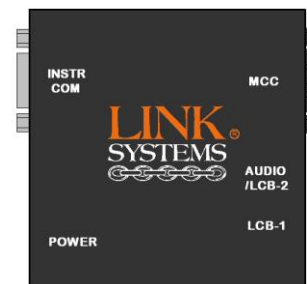 INSTR
COM
MCC
LINK®
SYSTEMS
AUDIO
/LCB-2
LCB-1
POWER